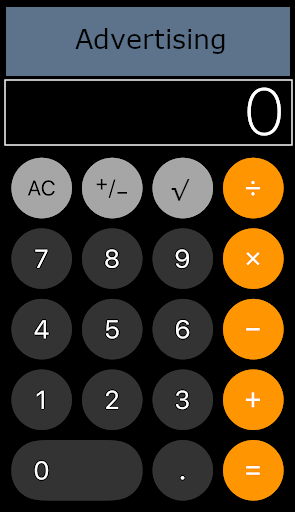 Advertising
0
AC +/− √ ÷
7 8 9 ×
4 5 6 −
1 2 3 +
0 . =